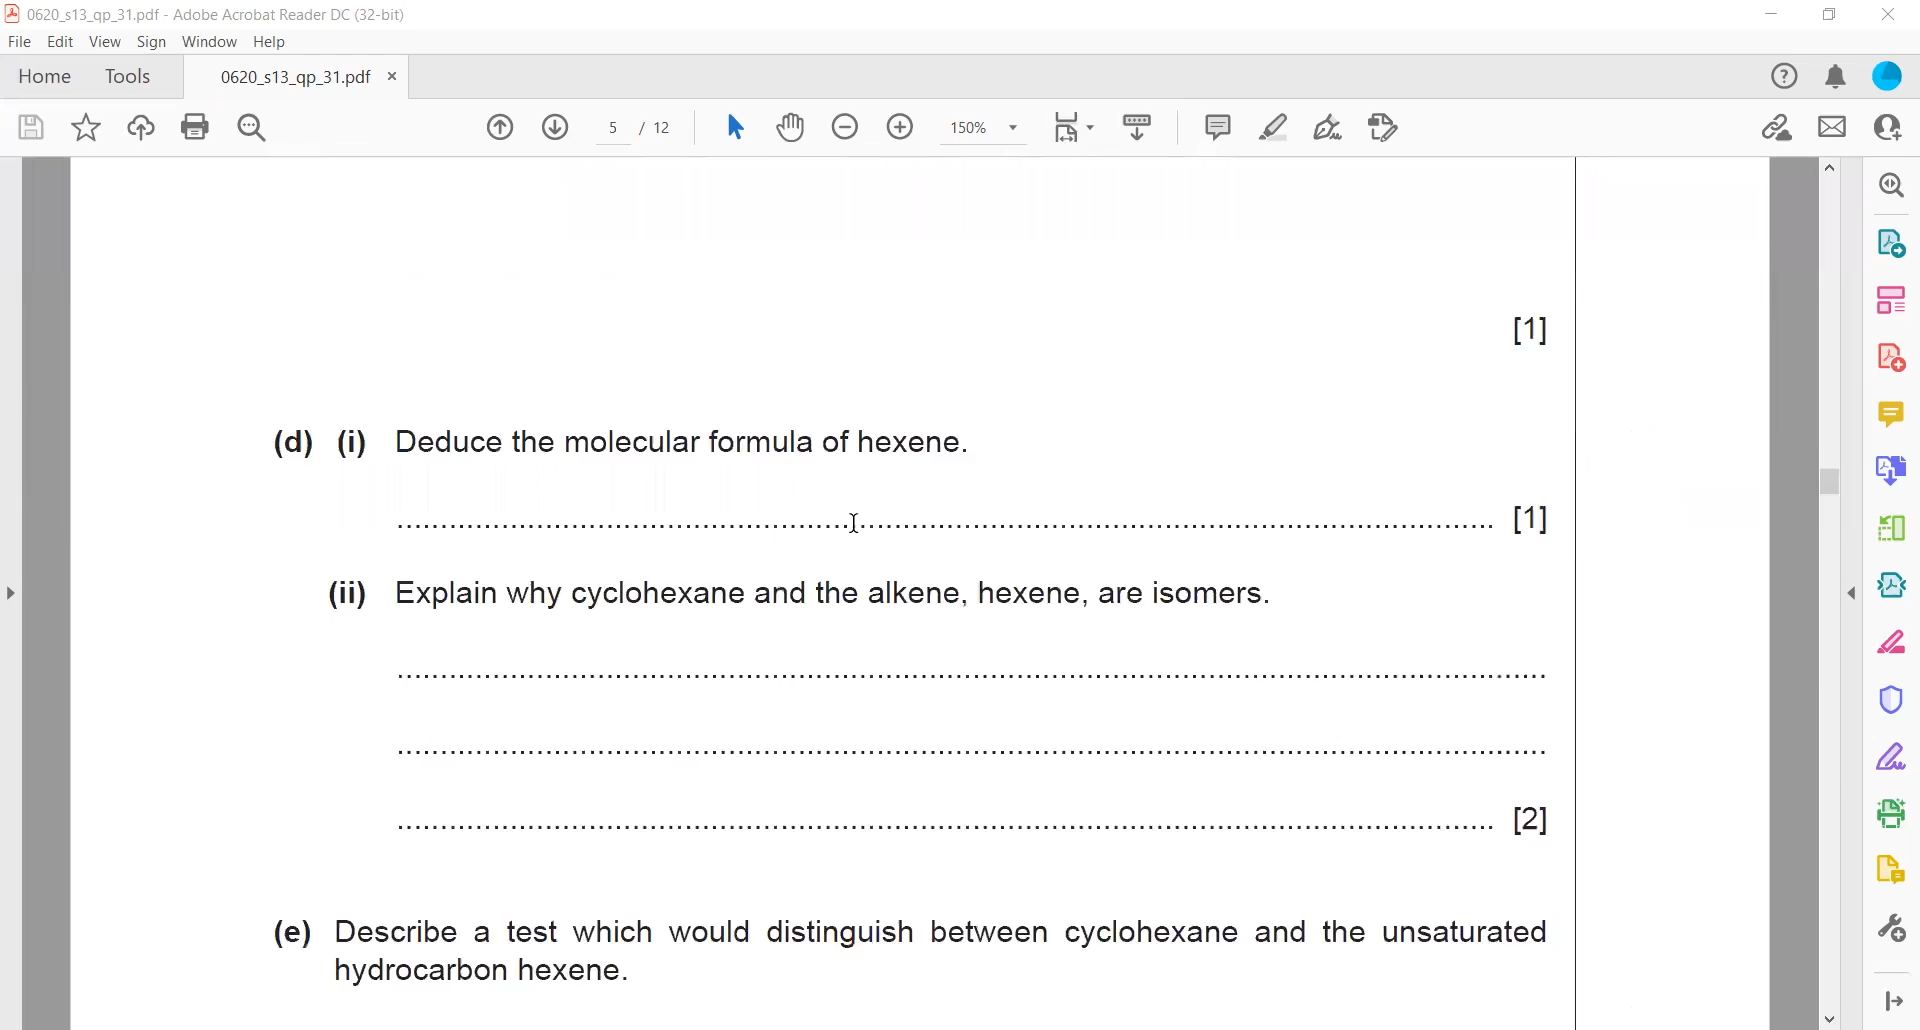 0620_s13_qp_31.pdf - Adobe Acrobat Reader DC (32-bit)
File Edit View Sign Window Help
Home Tools 0620_s13_qp_31.pdf ×
5 / 12 150%
[1]
(d) (i) Deduce the molecular formula of hexene.
.......................................................................................................................... [1]
(ii) Explain why cyclohexane and the alkene, hexene, are isomers.
................................................................................................................................
................................................................................................................................
.......................................................................................................................... [2]
(e) Describe a test which would distinguish between cyclohexane and the unsaturated
hydrocarbon hexene.